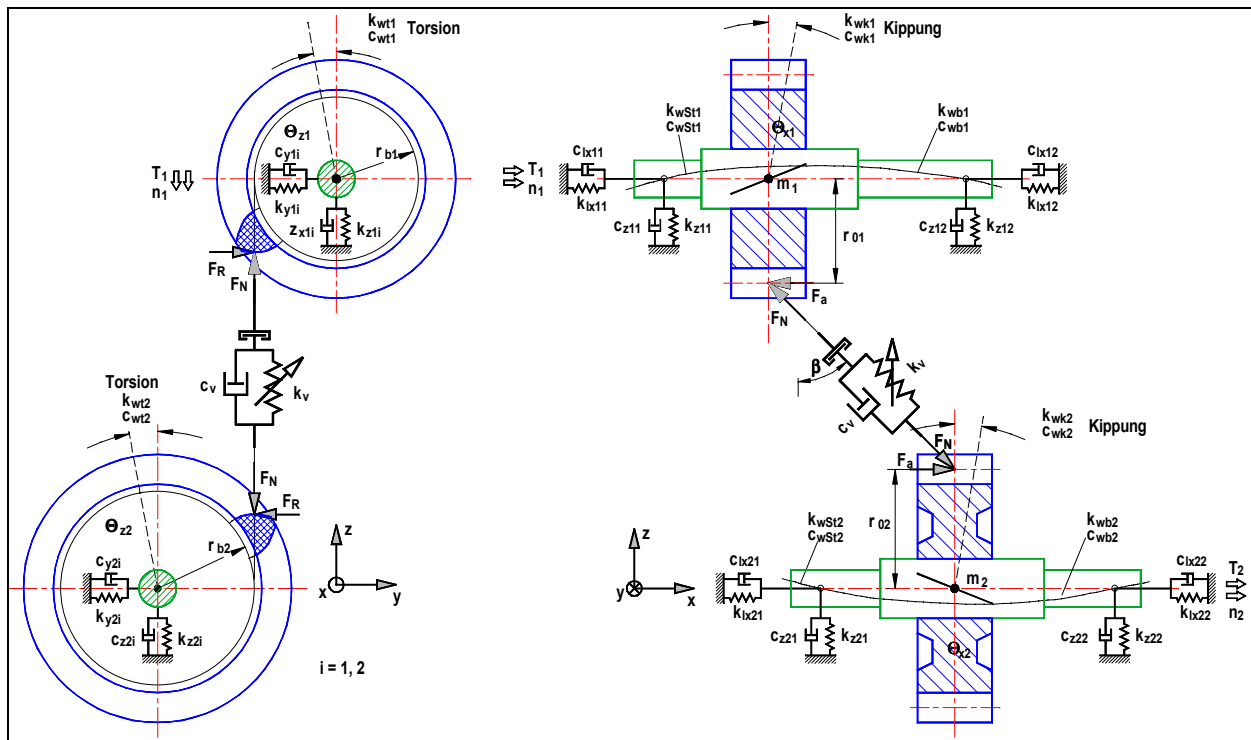 kwt1
cwt1
Torsion
Θz1
rb1
cy1i
ky1i
zx1i
kz1i
T1
n1
FR
FN
cv
kv
Torsion
kwt2
cwt2
FN
FR
Θz2
rb2
cy2i
ky2i
cz2i
kz2i
z
x
y
i = 1, 2
kwk1
cwk1
Kippung
kwSt1
cwSt1
Θx1
kwb1
cwb1
T1
n1
clx11
klx11
clx12
klx12
m1
cz11
kz11
cz12
kz12
r01
Fa
FN
β
kv
cv
kwk2
cwk2
Kippung
FN
Fa
r02
kwSt2
cwSt2
kwb2
cwb2
clx21
klx21
clx22
klx22
T2
n2
m2
cz21
kz21
cz22
kz22
Θx2
z
y
x